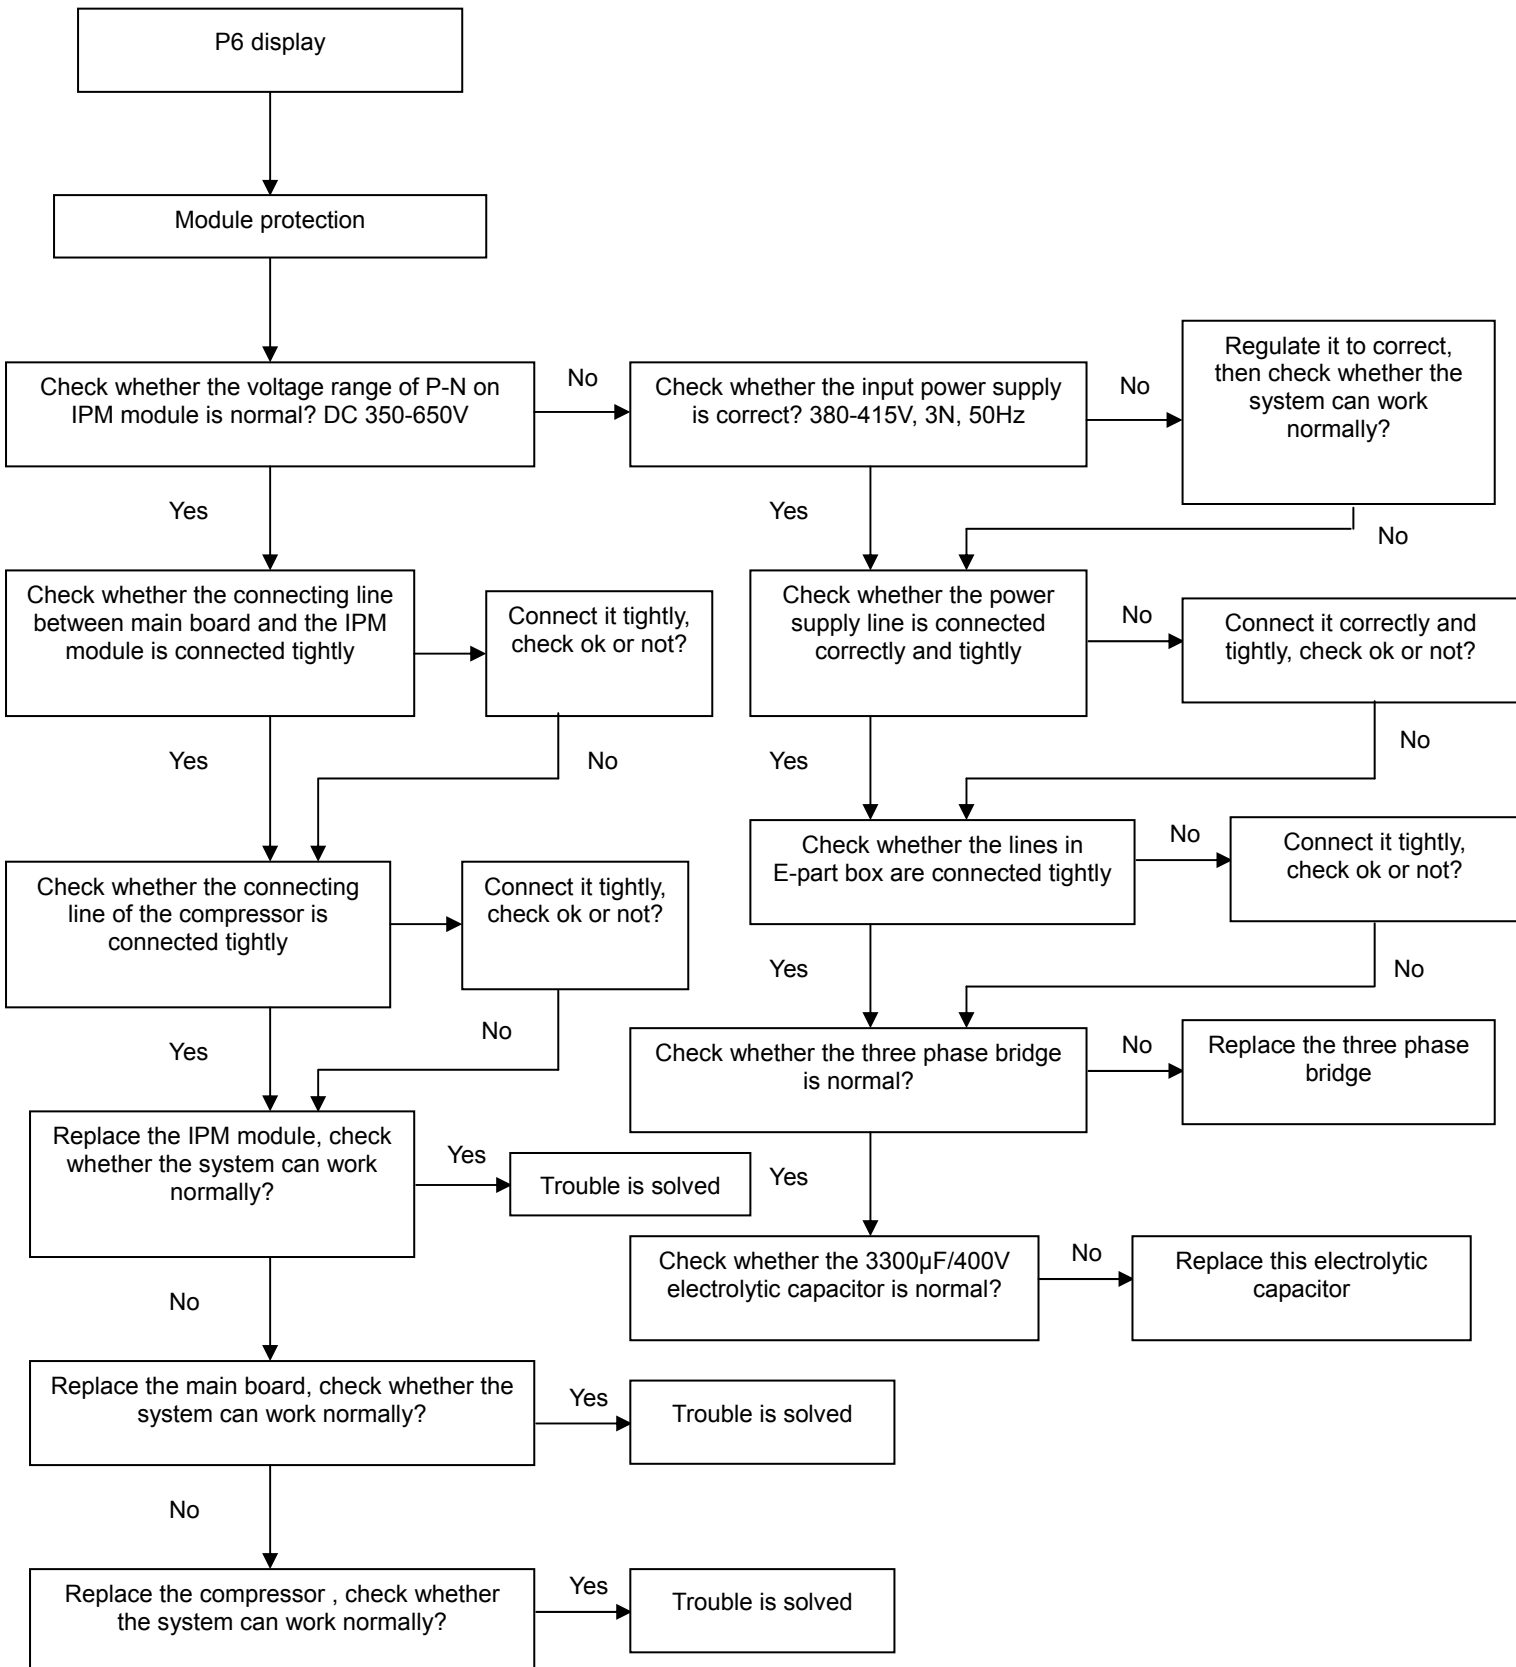 P6 display
Module protection
Check whether the voltage range of P-N on
IPM module is normal? DC 350-650V
No
Check whether the input power supply
is correct? 380-415V, 3N, 50Hz
No
Regulate it to correct,
then check whether the
system can work
normally?
Yes
Yes
No
Check whether the connecting line
between main board and the IPM
module is connected tightly
Connect it tightly,
check ok or not?
Check whether the power
supply line is connected
correctly and tightly
No
Connect it correctly and
tightly, check ok or not?
Yes
No
Yes
No
Check whether the connecting
line of the compressor is
connected tightly
Connect it tightly,
check ok or not?
Check whether the lines in
E-part box are connected tightly
No
Connect it tightly,
check ok or not?
Yes
No
Yes
No
Check whether the three phase bridge
is normal?
No
Replace the three phase
bridge
Replace the IPM module, check
whether the system can work
normally?
Yes
Trouble is solved
Yes
Check whether the 3300μF/400V
electrolytic capacitor is normal?
No
Replace this electrolytic
capacitor
No
Replace the main board, check whether the
system can work normally?
Yes
Trouble is solved
No
Replace the compressor , check whether
the system can work normally?
Yes
Trouble is solved